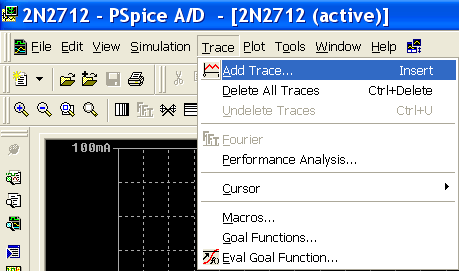 2N2712 - PSpice A/D - [2N2712 (active)]
File Edit View Simulation Trace Plot Tools Window Help
Add Trace... Insert
Delete All Traces Ctrl+Delete
Undelete Traces Ctrl+U
Fourier
Performance Analysis...
Cursor
Macros...
Goal Functions...
Eval Goal Function...
100mA